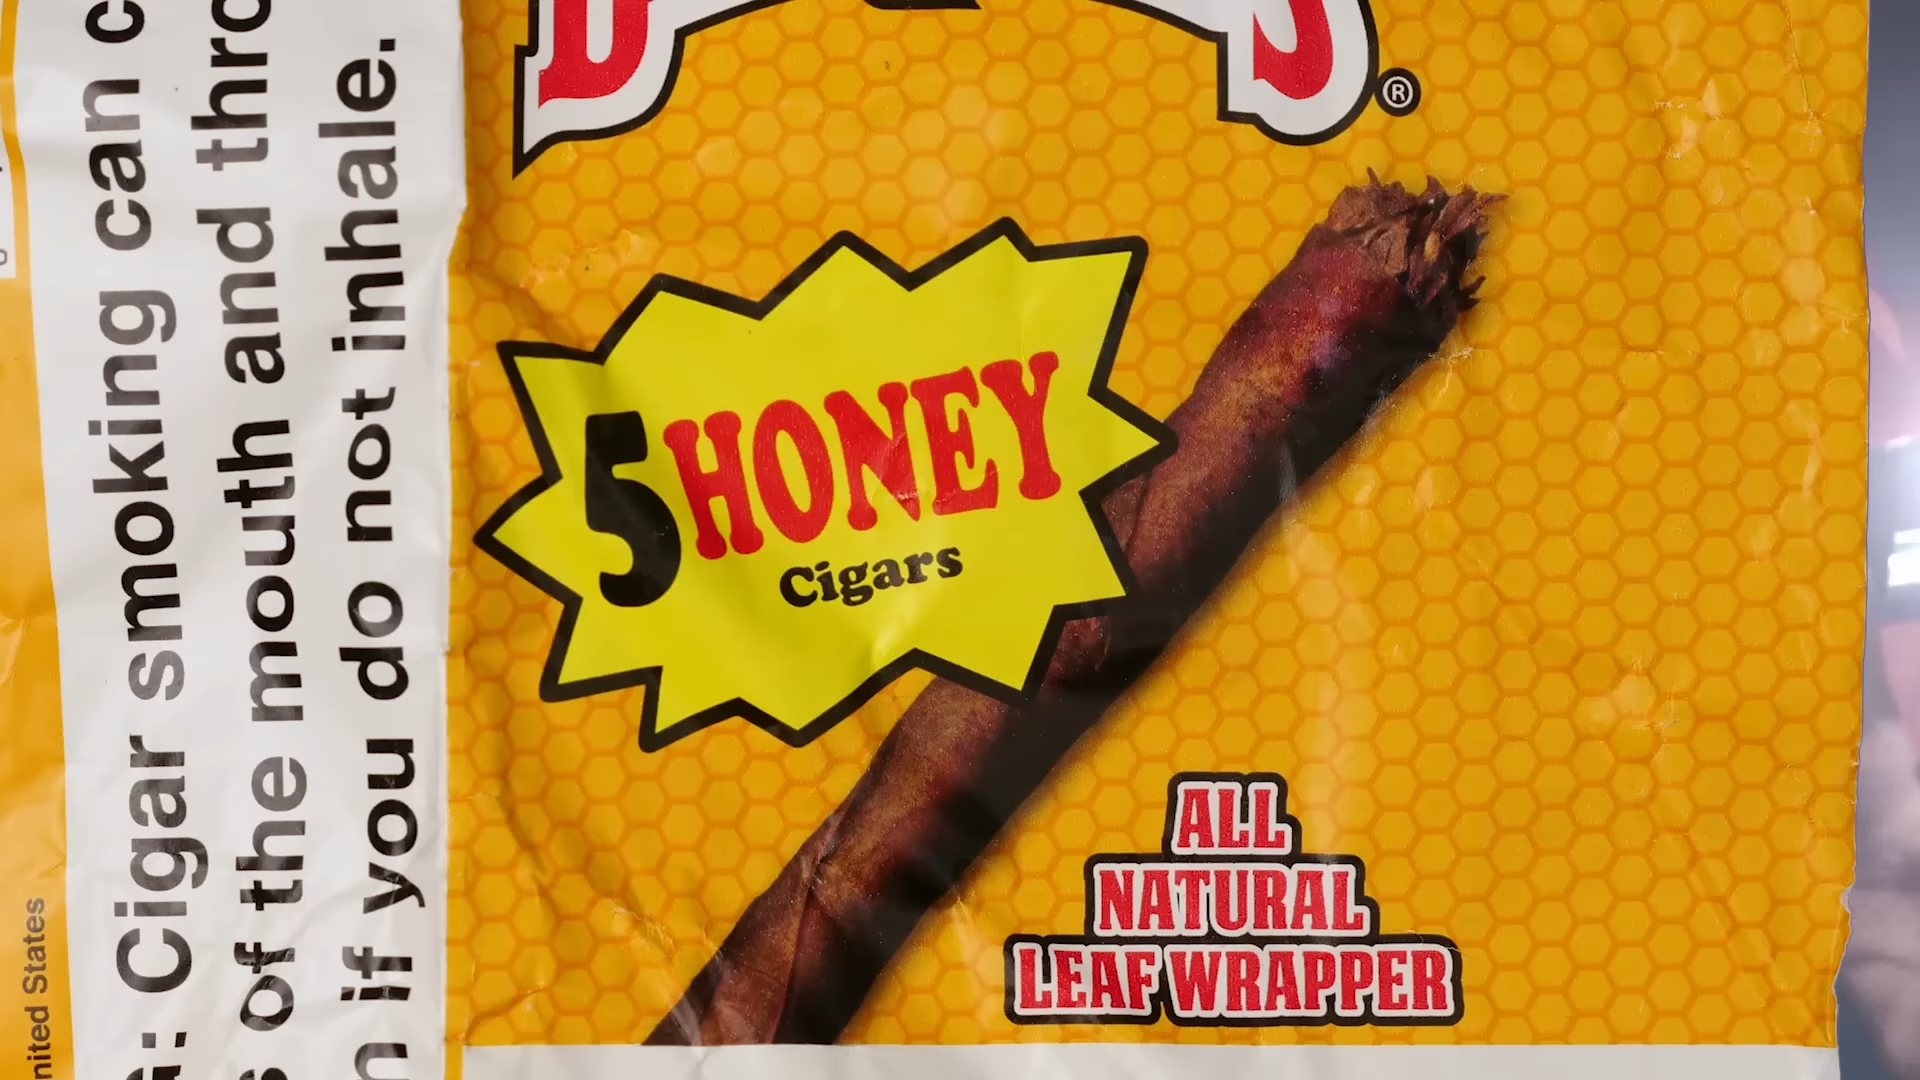 nited States
: Cigar smoking can c
of the mouth and thro
if you do not inhale.
®
5 HONEY
Cigars
ALL
NATURAL
LEAF WRAPPER